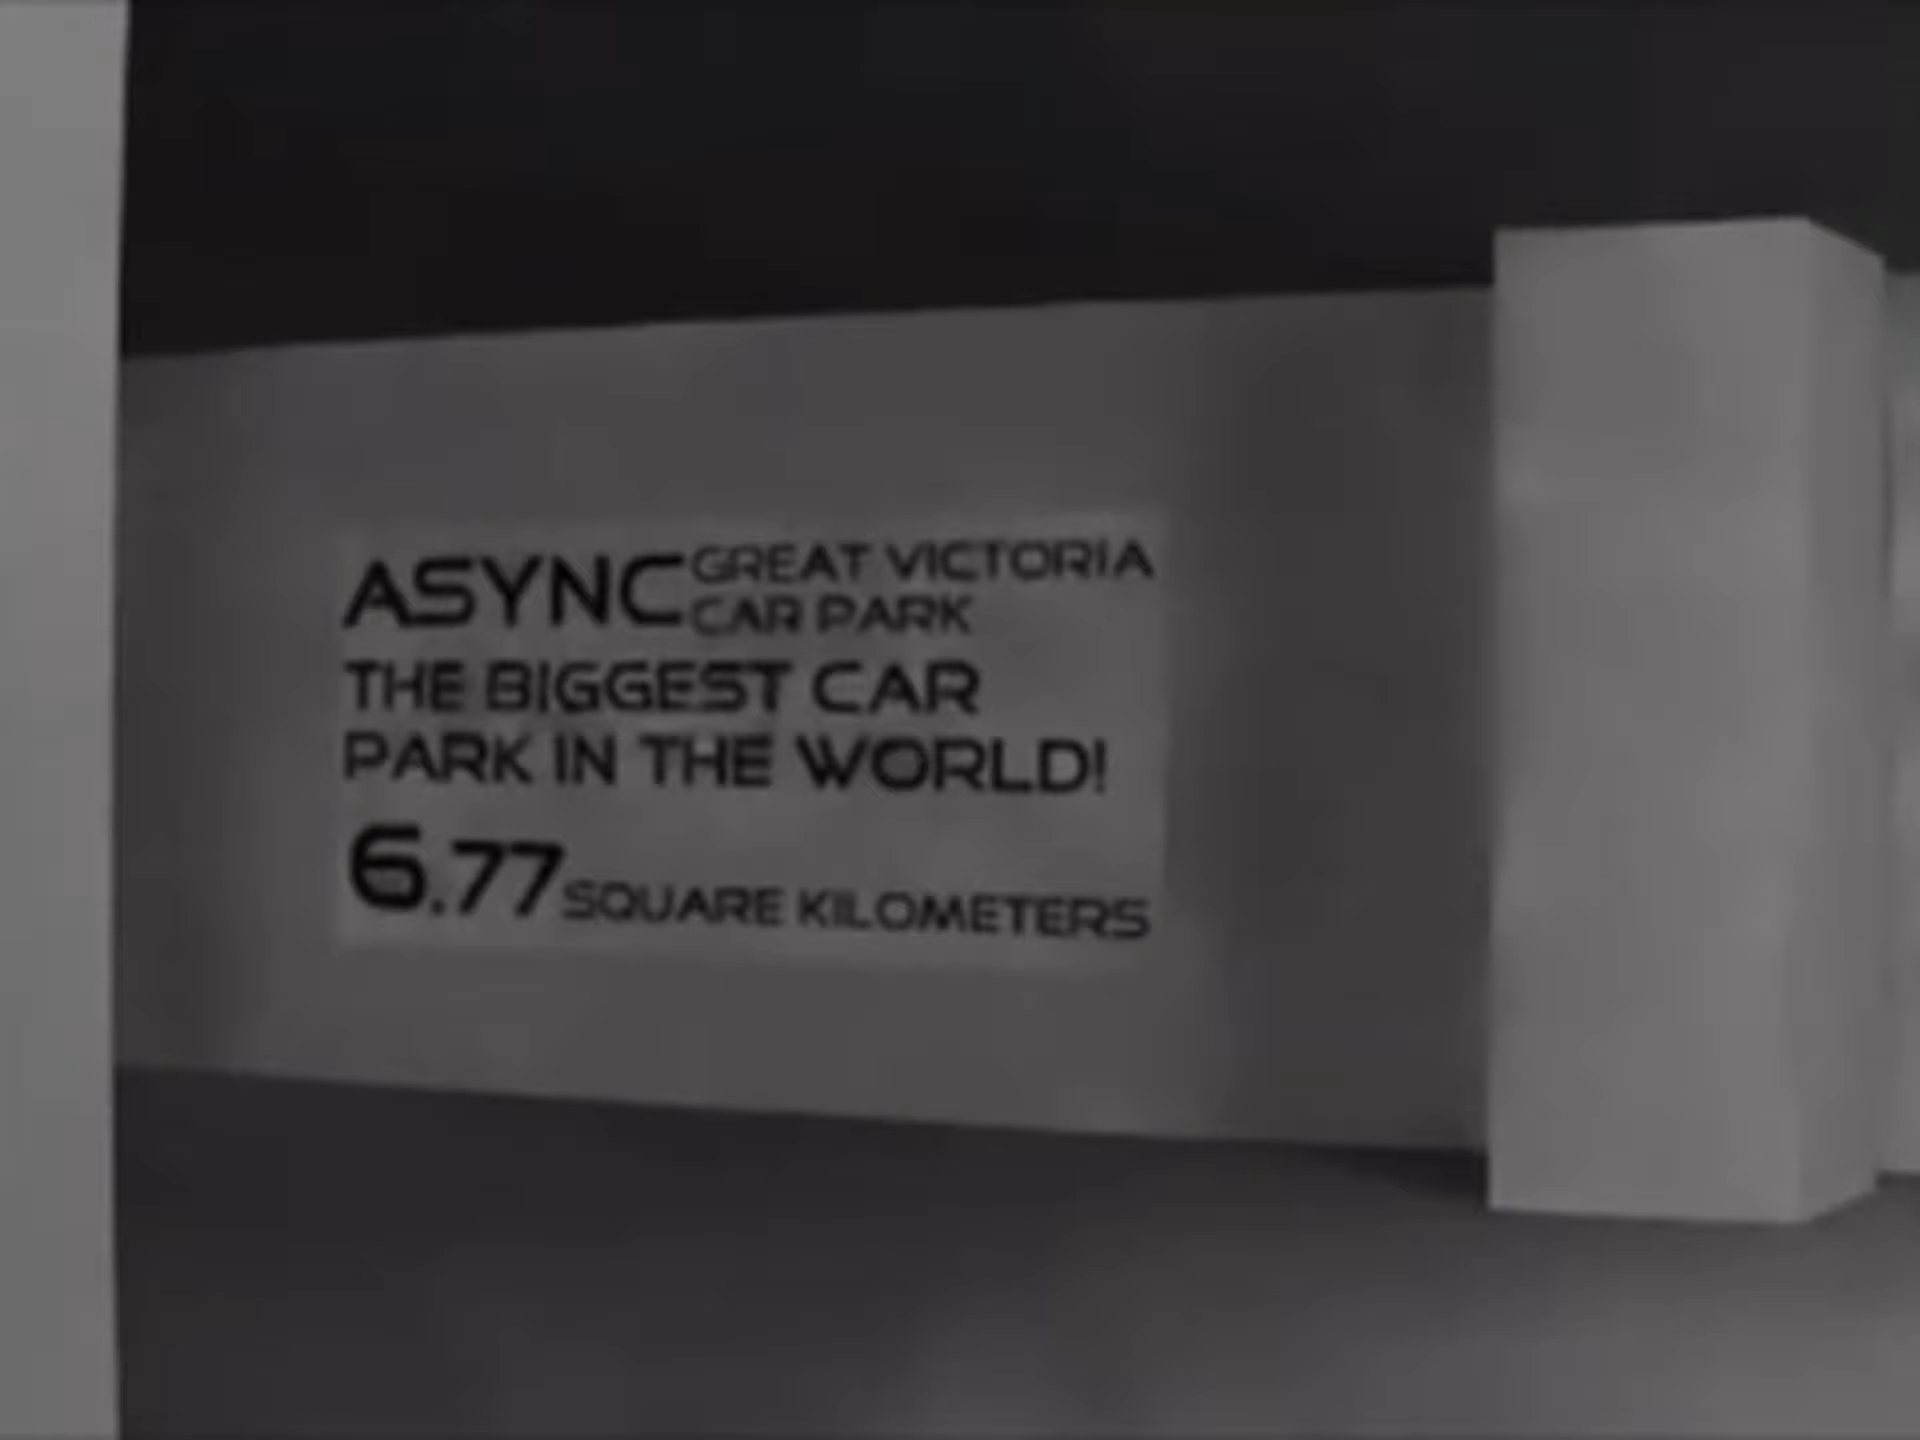 ASYNC GREAT VICTORIA
CAR PARK
THE BIGGEST CAR
PARK IN THE WORLD!
6.77 SQUARE KILOMETERS